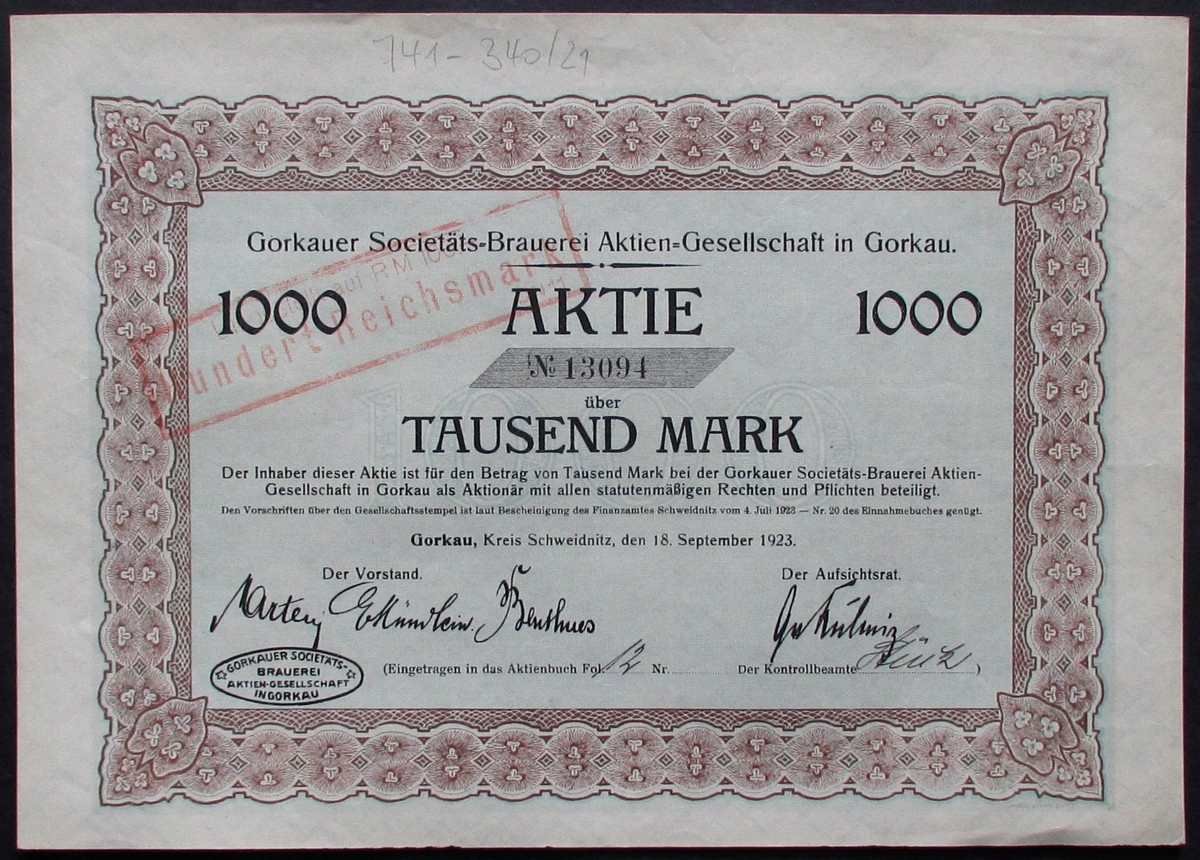 741-340/21
Gorkauer Societäts-Brauerei Aktien-Gesellschaft in Gorkau.
auf RM 100
Hundert Reichsmark
1000 AKTIE 1000
№ 13094
über
TAUSEND MARK
Der Inhaber dieser Aktie ist für den Betrag von Tausend Mark bei der Gorkauer Societäts-Brauerei Aktien-
Gesellschaft in Gorkau als Aktionär mit allen statutenmäßigen Rechten und Pflichten beteiligt.
Den Vorschriften über den Gesellschaftsstempel ist laut Bescheinigung des Finanzamtes Schweidnitz vom 4. Juli 1923 — Nr. 20 des Einnahmebuches genügt.
Gorkau, Kreis Schweidnitz, den 18. September 1923.
Der Vorstand. Der Aufsichtsrat.
(Eingetragen in das Aktienbuch Fol. 12 Nr. Der Kontrollbeamte )
GORKAUER SOCIETÄTS-
BRAUEREI
AKTIEN-GESELLSCHAFT
IN GORKAU